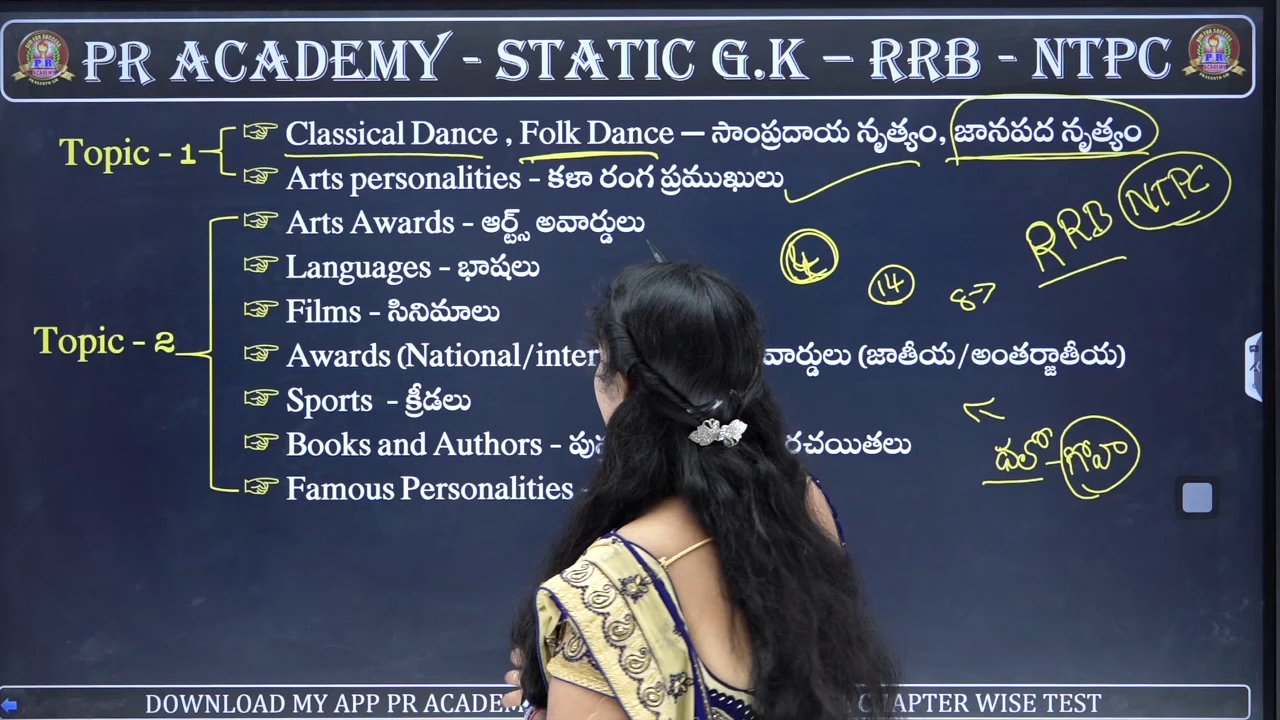 PR ACADEMY - STATIC G.K – RRB - NTPC
Topic - 1
☞ Classical Dance , Folk Dance – సాంప్రదాయ నృత్యం, జానపద నృత్యం
☞ Arts personalities - కళా రంగ ప్రముఖులు
☞ Arts Awards - ఆర్ట్స్ అవార్డులు
RRB NTPC
☞ Languages - భాషలు
14
8→
☞ Films - సినిమాలు
Topic - 2
☞ Awards (National/inter వార్డులు (జాతీయ/అంతర్జాతీయ)
☞ Sports - క్రీడలు
☞ Books and Authors - పు రచయితలు
గోవా
☞ Famous Personalities -
DOWNLOAD MY APP PR ACADEM CHAPTER WISE TEST